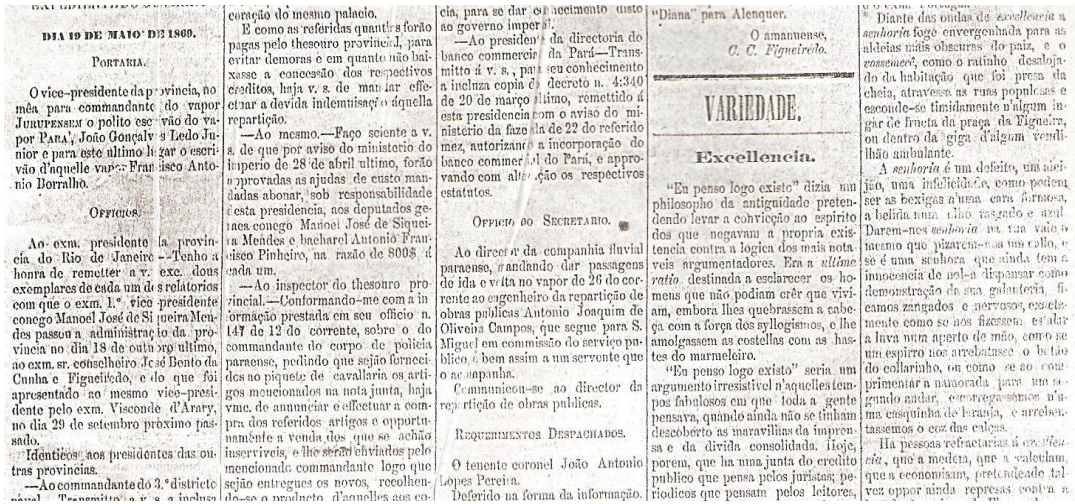 DIA 19 DE MAIO DE 1869.
PORTARIA.
O vice-presidente da provincia, no-
mêa para commandante do vapor
JURUPENSEM o polito escrivão do va-
por PARA', João Gonçalves Ledo Ju-
nior e para este ultimo lugar o escri-
vão d'aquelle vapor Francisco Anto-
nio Borralho.
OFFICIOS.
Ao exm. presidente da provin-
cia do Rio de Janeiro—Tenho a
honra de remetter a v. exc. dous
exemplares de cada um dos relatorios
com que o exm. 1.º vice-presidente
conego Manoel José de Siqueira Men-
des passou a administração da pro-
vincia no dia 18 de outubro ultimo,
ao exm. sr. conselheiro José Bento da
Cunha e Figueiredo, e do que foi
apresentado ao mesmo vice-presi-
dente pelo exm. Visconde d'Arary,
no dia 29 de setembro proximo pas-
sado.
Identicos aos presidentes das ou-
tras provincias.
—Ao commandante do 3.º districto
naval. Transmitto a v. s. a inclusa
coração do mesmo palacio.
E como as referidas quantias forão
pagas pelo thesouro provincial, para
evitar demoras e em quanto não bai-
xasse a concessão dos respectivos
creditos, haja v. s. de mandar effe-
ctuar a devida indemnisação áquella
repartição.
—Ao mesmo.—Faço sciente a v.
s. de que por aviso do ministerio do
imperio de 28 de abril ultimo, forão
approvadas as ajudas de custo man-
dadas abonar, sob responsabilidade
desta presidencia, aos deputados ge-
raes conego Manoel José de Siquei-
ra Mendes e bacharel Antonio Fran-
cisco Pinheiro, na razão de 800$ á
cada um.
—Ao inspector do thesouro pro-
vincial.—Conformando-me com a in-
formação prestada em seu officio n.
147 de 12 do corrente, sobre o do
commandante do corpo de policia
paraense, pedindo que sejão forneci-
dos ao piquete de cavallaria os arti-
gos mencionados na nota junta, haja
vmc. de annunciar e effectuar a com-
pra dos referidos artigos e opportu-
namente a venda dos que se achão
inserviveis, e lhe serão enviados pelo
mencionado commandante logo que
sejão entregues os novos, recolhen-
do-se o producto d'aquelles aos co-
cia, para se dar conhecimento disto
ao governo imperial.
—Ao presidente da directoria do
banco commercial da Pará—Trans-
mitto á v. s., para seu conhecimento
a incluza copia do decreto n. 4:340
de 20 de março ultimo, remettido á
esta presidencia com o aviso do mi-
nisterio da fazenda de 22 do referido
mez, autorizando a incorporação do
banco commercial do Pará, e appro-
vando com alteração os respectivos
estatutos.
OFFICIO DO SECRETARIO.
Ao director da companhia fluvial
paraense, mandando dar passagens
de ida e volta no vapor de 26 do cor-
rente ao engenheiro da repartição de
obras publicas Antonio Joaquim de
Oliveira Campos, que segue para S.
Miguel em commissão do serviço pu-
blico, e bem assim a um servente que
o acompanha.
Communicou-se ao director da
repartição de obras publicas.
REQUERIMENTOS DESPACHADOS.
O tenente coronel João Antonio
Lopes Pereira.
Deferido na forma da informação.
"Diana" para Alenquer.
O amanuense,
C. C. Figueiredo.
VARIEDADE.
Excellencia.
"Eu penso logo existo" dizia um
philosopho da antiguidade preten-
dendo levar a convicção ao espirito
dos que negavam a propria exis-
tencia contra a logica dos mais nota-
veis argumentadores. Era a ultima
ratio destinada a esclarecer os ho-
mens que não podiam crêr que vivi-
am, embora lhes quebrassem a cabe-
ça com a força dos syllogismos, e lhe
amolgassem as costellas com as has-
tes do marmeleiro.
"Eu penso logo existo" seria um
argumento irresistivel n'aquelles tem-
pos fabulosos em que toda a gente
pensava, quando ainda não se tinham
descoberto as maravilhas da impren-
sa e da divida consolidada. Hoje,
porem, que ha uma junta do credito
publico que pensa pelos juristas; pe-
riodicos que pensam pelos leitores,
Diante das ondas de excellencia a
senhoria foge envergonhada para as
aldeias mais obscuras do paiz, e o
vossemecê, como o ratinho desaloja-
do da habitação que foi presa da
cheia, atravessa as ruas populosas e
esconde-se timidamente n'algum lu-
gar de fructa da praça da Figueira,
ou dentro da giga d'algum vendi-
lhão ambulante.
A senhoria é um defeito, um alei-
jão, uma infelicidade, como podem
ser as bexigas n'uma cara formosa,
a belida n'um olho rasgado e azul.
Darem-nos senhoria na rua vale o
mesmo que pizarem-nos um callo, e
se é uma senhora que ainda tem a
innocencia de nol-a dispensar como
demonstração da sua galanteria, fi-
camos zangados e nervosos, exacta-
mente como se nos fizessem estalar
a luva num aperto de mão, como se
um espirro nos arrebatasse o botão
do collarinho, ou como se ao com-
primentar a namorada para um se-
gundo andar, escorregassemos n'u-
ma casquinha de laranja, e arreben-
tassemos o coz das calças.
Ha pessoas refractarias á excellen-
cia, que a medem, que a calculam,
que a economisam, pretendendo tal-
vez oppor ainda represas contra a